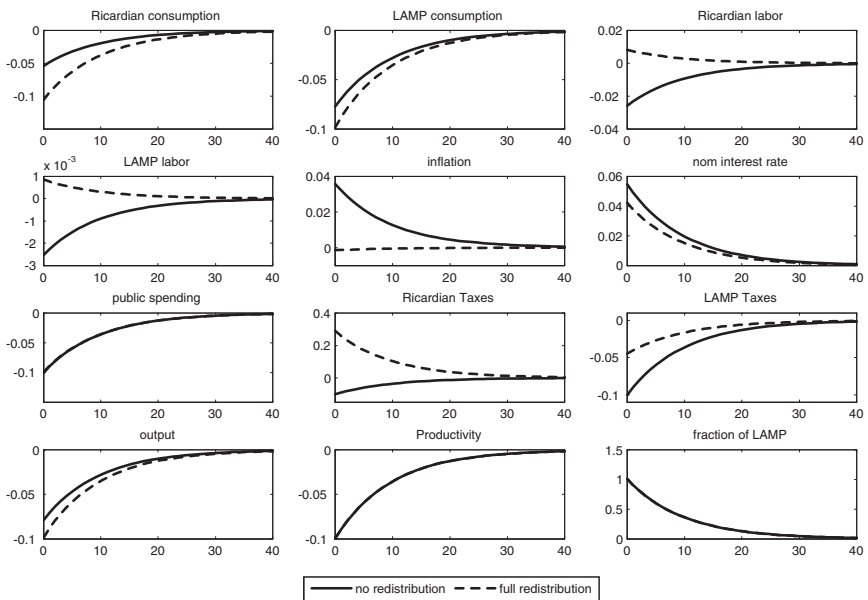 Ricardian consumption
0
-0.05
-0.1
0 10 20 30 40
LAMP consumption
0
-0.05
-0.1
0 10 20 30 40
Ricardian labor
0.02
0
-0.02
-0.04
0 10 20 30 40
x 10^-3
LAMP labor
1
0
-1
-2
-3
0 10 20 30 40
inflation
0.04
0.02
0
0 10 20 30 40
nom interest rate
0.06
0.04
0.02
0
0 10 20 30 40
public spending
0
-0.05
-0.1
0 10 20 30 40
Ricardian Taxes
0.4
0.2
0
0 10 20 30 40
LAMP Taxes
0
-0.05
-0.1
0 10 20 30 40
output
0
-0.05
-0.1
0 10 20 30 40
Productivity
0
-0.05
-0.1
0 10 20 30 40
fraction of LAMP
1.5
1
0.5
0
0 10 20 30 40
no redistribution full redistribution